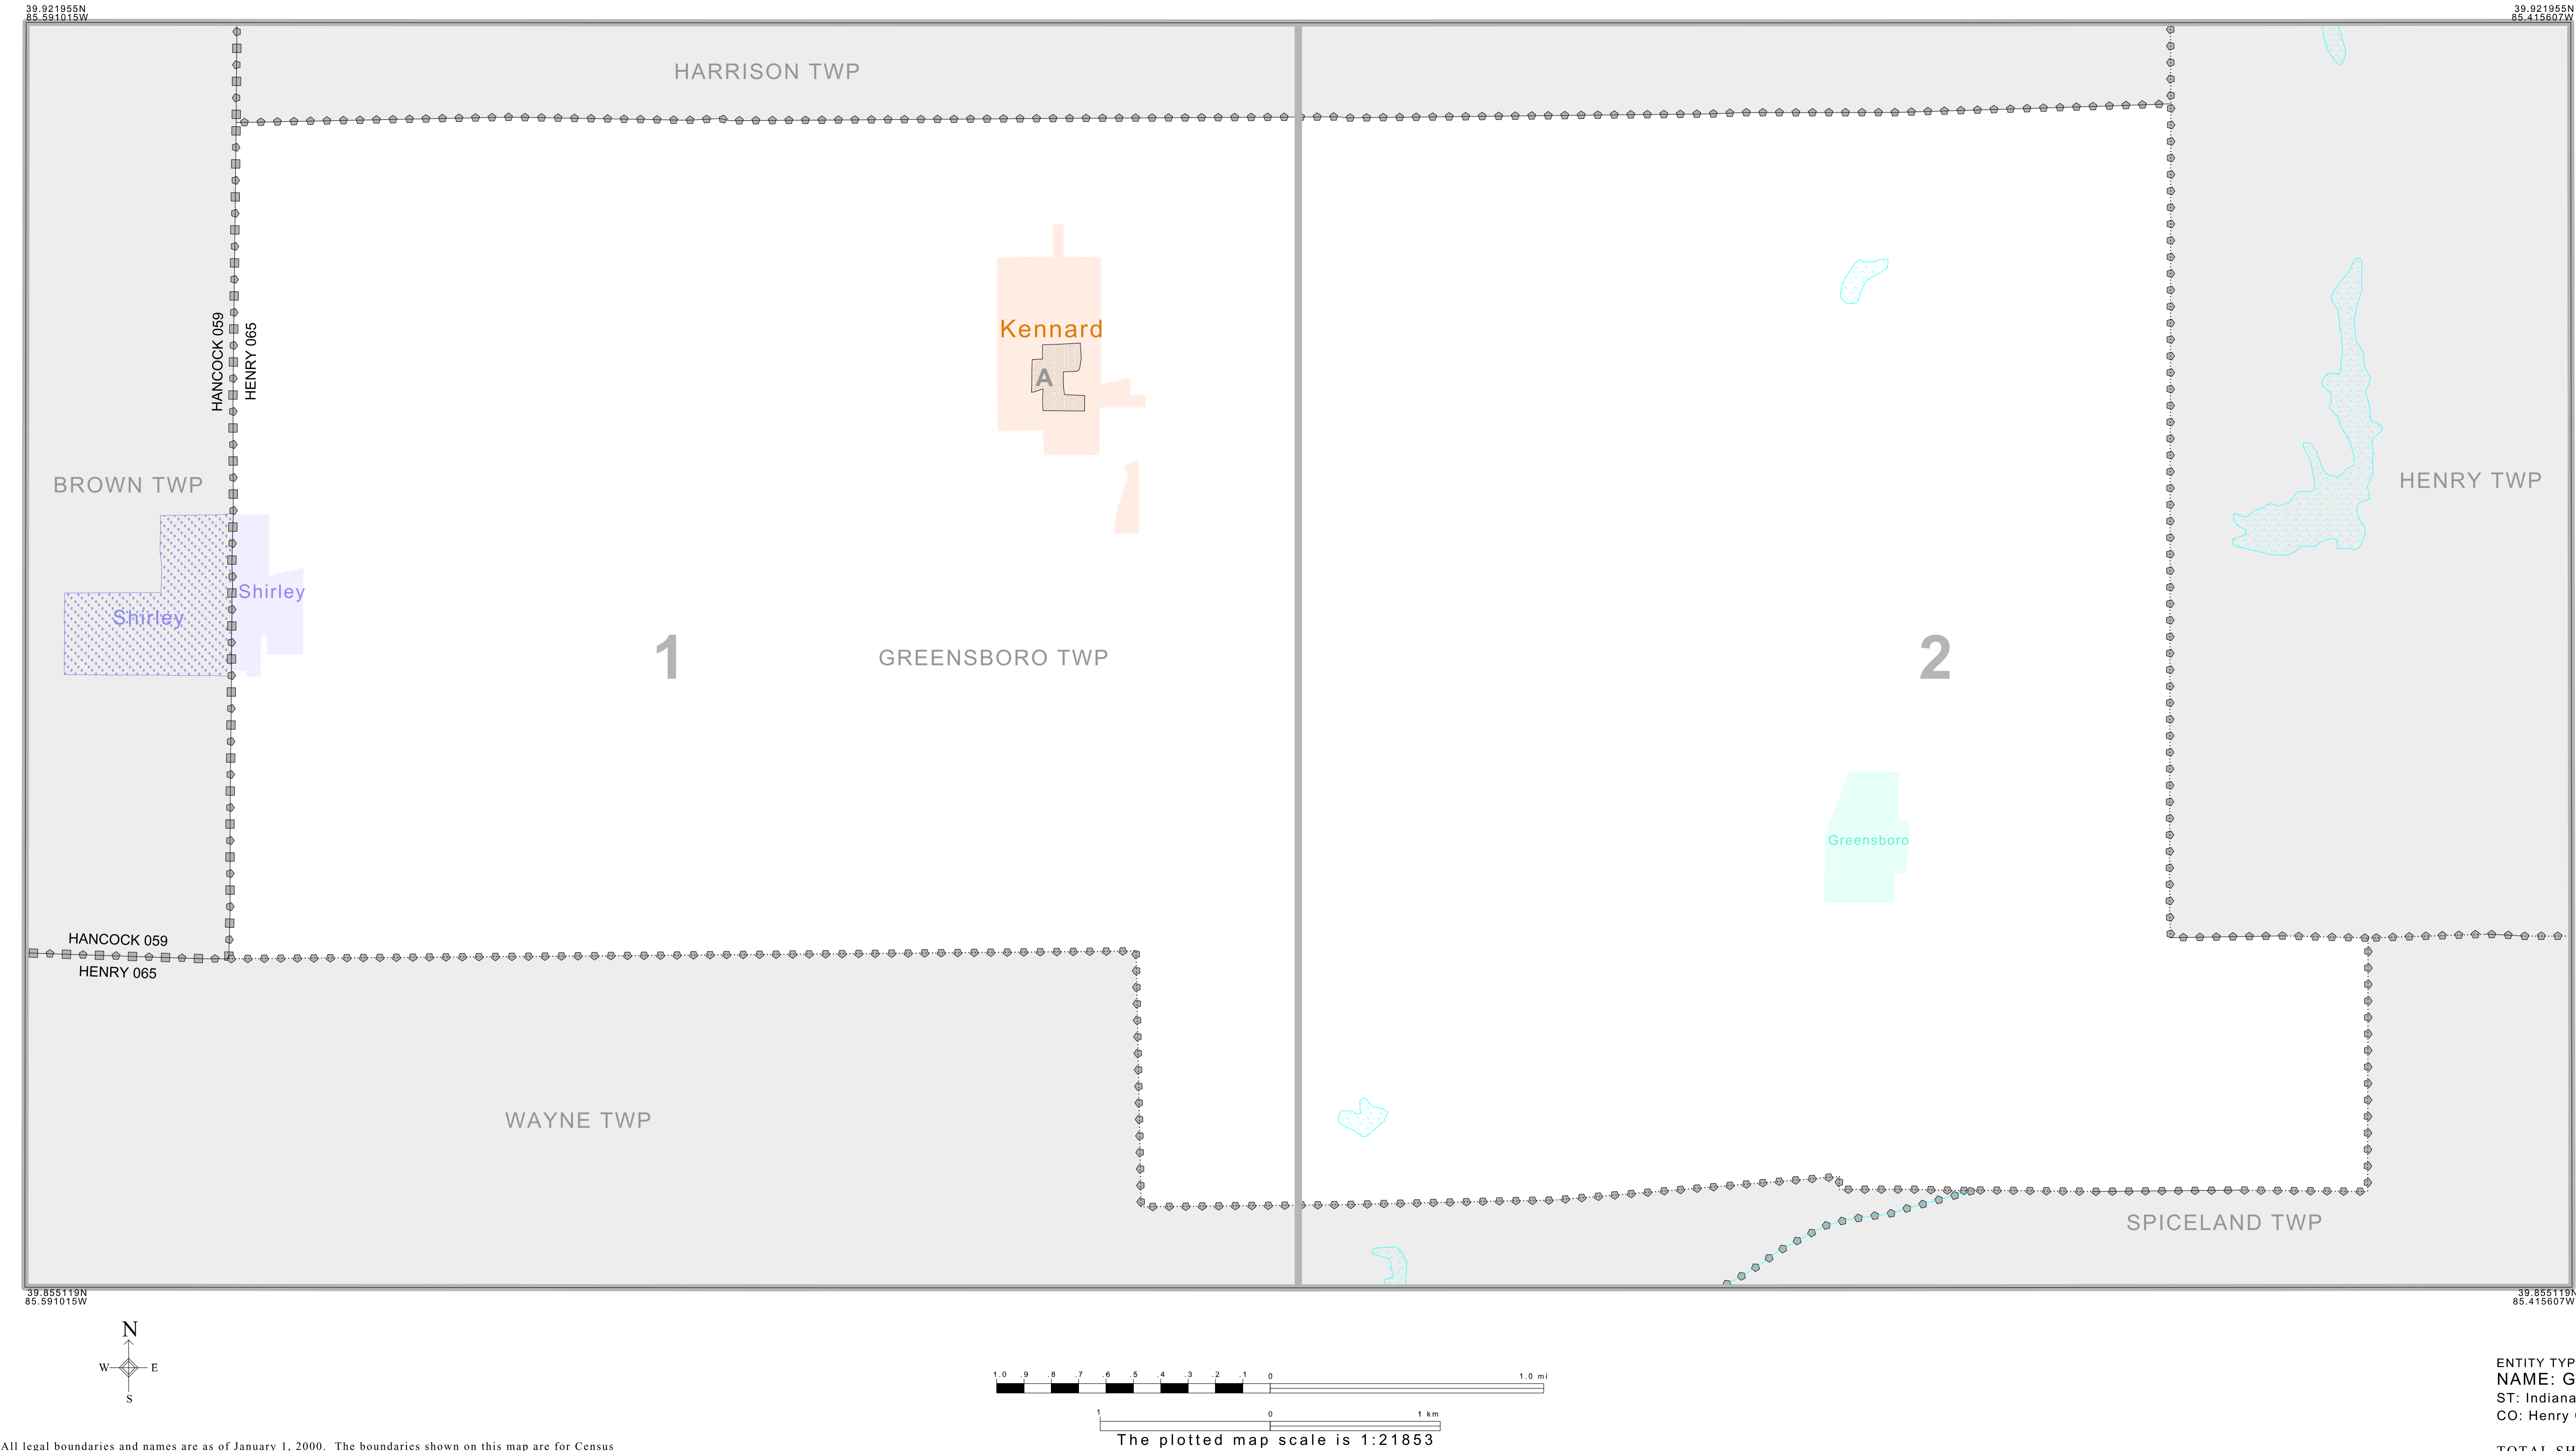 39.921955N
85.591015W
39.921955N
85.415607W
HARRISON TWP
HANCOCK 059
HENRY 065
Kennard
A
BROWN TWP
HENRY TWP
Shirley
Shirley
1
GREENSBORO TWP
2
Greensboro
HANCOCK 059
HENRY 065
WAYNE TWP
SPICELAND TWP
39.855119N
85.591015W
39.855119N
85.415607W
N
W E
S
1.0 .9 .8 .7 .6 .5 .4 .3 .2 .1 0 1.0 mi
1 0 1 km
The plotted map scale is 1:21853
ENTITY TYP
NAME: G
ST: Indiana
CO: Henry
All legal boundaries and names are as of January 1, 2000. The boundaries shown on this map are for Census
TOTAL SH